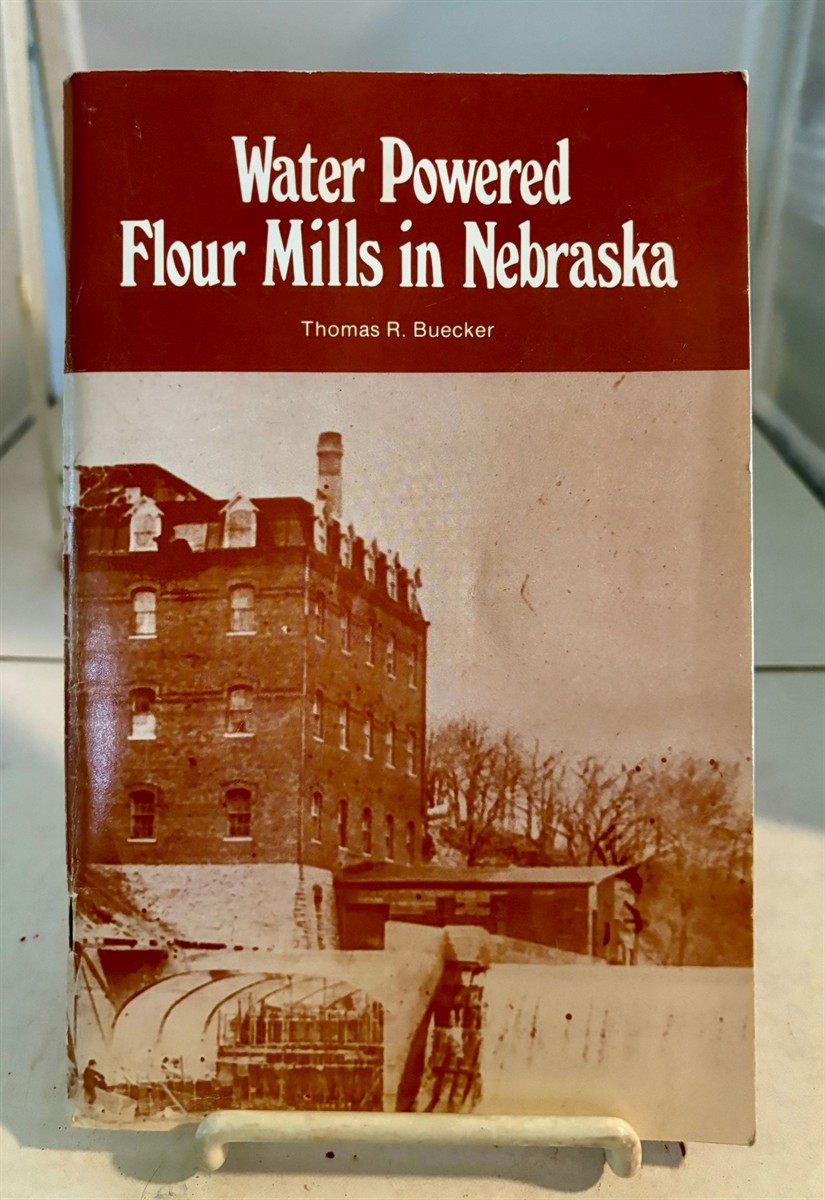 Water Powered
Flour Mills in Nebraska
Thomas R. Buecker